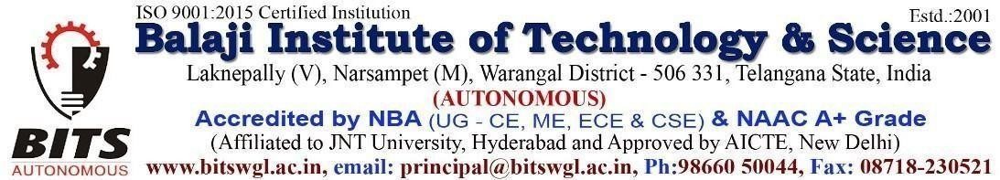 ISO 9001:2015 Certified Institution
Estd.:2001
Balaji Institute of Technology & Science
Laknepally (V), Narsampet (M), Warangal District - 506 331, Telangana State, India
(AUTONOMOUS)
Accredited by NBA (UG - CE, ME, ECE & CSE) & NAAC A+ Grade
(Affiliated to JNT University, Hyderabad and Approved by AICTE, New Delhi)
www.bitswgl.ac.in, email: principal@bitswgl.ac.in, Ph:98660 50044, Fax: 08718-230521
BITS
AUTONOMOUS